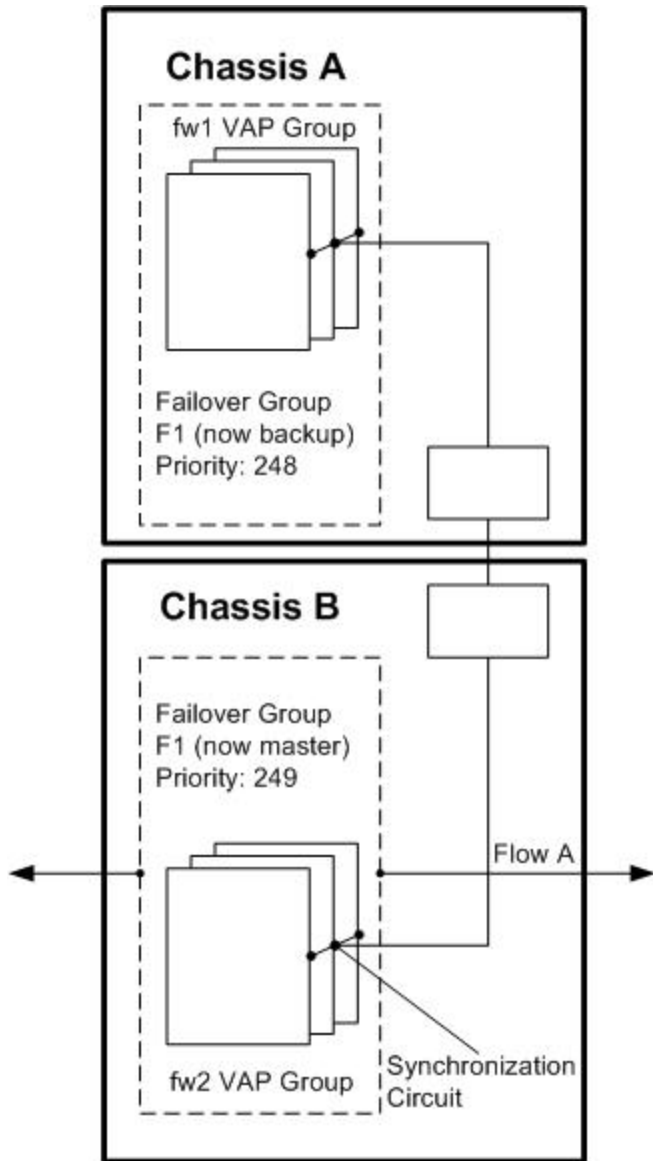 Chassis A
fw1 VAP Group
Failover Group
F1 (now backup)
Priority: 248
Chassis B
Failover Group
F1 (now master)
Priority: 249
Flow A
Synchronization
Circuit
fw2 VAP Group